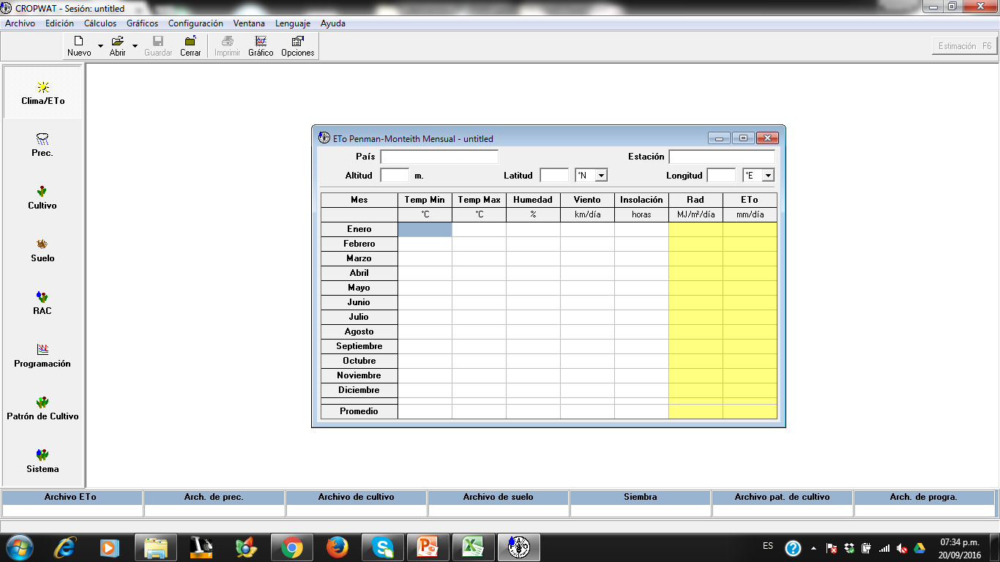 CROPWAT - Sesión: untitled
Archivo Edición Cálculos Gráficos Configuración Ventana Lenguaje Ayuda
Nuevo Abrir Guardar Cerrar Imprimir Gráfico Opciones Estimación F6
Clima/ETo
Prec.
Cultivo
Suelo
RAC
Programación
Patrón de Cultivo
Sistema
ETo Penman-Monteith Mensual - untitled
País Estación
Altitud m. Latitud °N Longitud °E
Mes Temp Min Temp Max Humedad Viento Insolación Rad ETo
°C °C % km/día horas MJ/m²/día mm/día
Enero
Febrero
Marzo
Abril
Mayo
Junio
Julio
Agosto
Septiembre
Octubre
Noviembre
Diciembre
Promedio
Archivo ETo Arch. de prec. Archivo de cultivo Archivo de suelo Siembra Archivo pat. de cultivo Arch. de progra.
ES 07:34 p.m.
20/09/2016